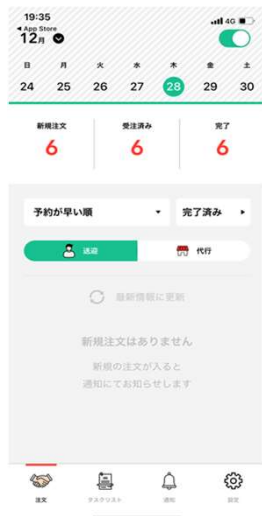 19:35
4G
◀ App Store
12月
日 月 火 水 木 金 土
24 25 26 27 28 29 30
新規注文 受注済み 完了
6 6 6
予約が早い順 ▼ 完了済み ▶
送迎 代行
最新情報に更新
新規注文はありません
新規の注文が入ると
通知にてお知らせします
注文 タスクリスト 通知 設定